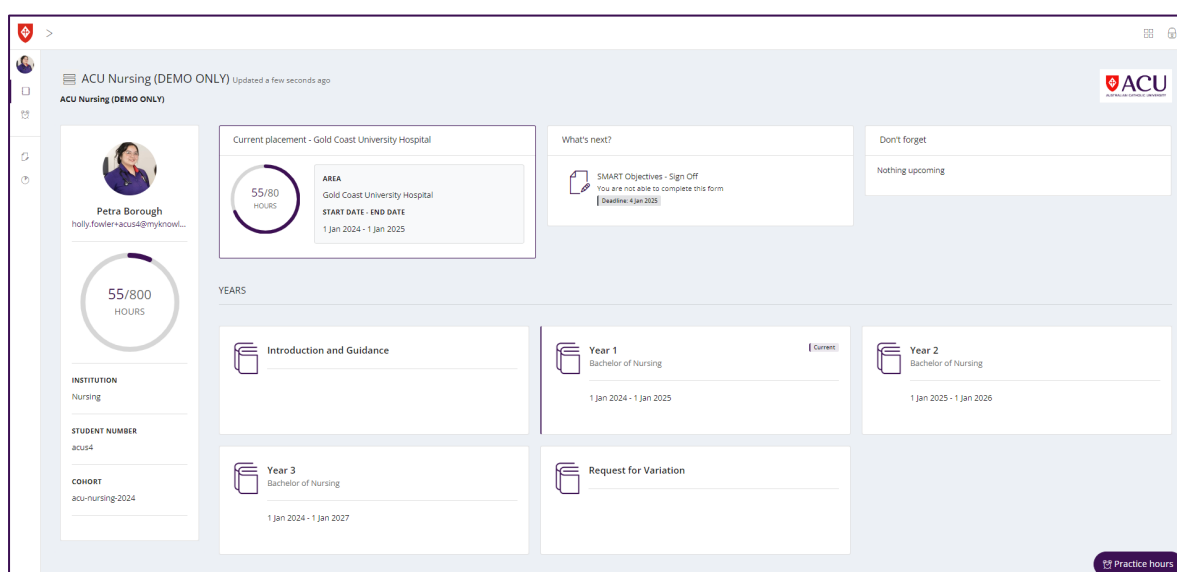 >
ACU Nursing (DEMO ONLY) Updated a few seconds ago
ACU Nursing (DEMO ONLY)
ACU
AUSTRALIAN CATHOLIC UNIVERSITY
Petra Borough
holly.fowler+acus4@myknowl...
55/800
HOURS
INSTITUTION
Nursing
STUDENT NUMBER
acus4
COHORT
acu-nursing-2024
Current placement - Gold Coast University Hospital
55/80
HOURS
AREA
Gold Coast University Hospital
START DATE - END DATE
1 Jan 2024 - 1 Jan 2025
What's next?
SMART Objectives - Sign Off
You are not able to complete this form
Deadline: 4 Jan 2025
Don't forget
Nothing upcoming
YEARS
Introduction and Guidance
Year 1
Current
Bachelor of Nursing
1 Jan 2024 - 1 Jan 2025
Year 2
Bachelor of Nursing
1 Jan 2025 - 1 Jan 2026
Year 3
Bachelor of Nursing
1 Jan 2024 - 1 Jan 2027
Request for Variation
Practice hours